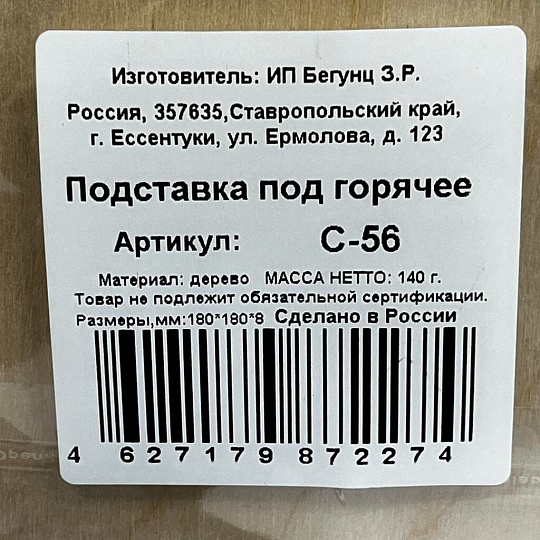 Изготовитель: ИП Бегунц З.Р.
Россия, 357635,Ставропольский край,
г. Ессентуки, ул. Ермолова, д. 123
Подставка под горячее
Артикул: С-56
Материал: дерево МАССА НЕТТО: 140 г.
Товар не подлежит обязательной сертификации.
Размеры,мм:180*180*8 Сделано в России
4 627179 872274